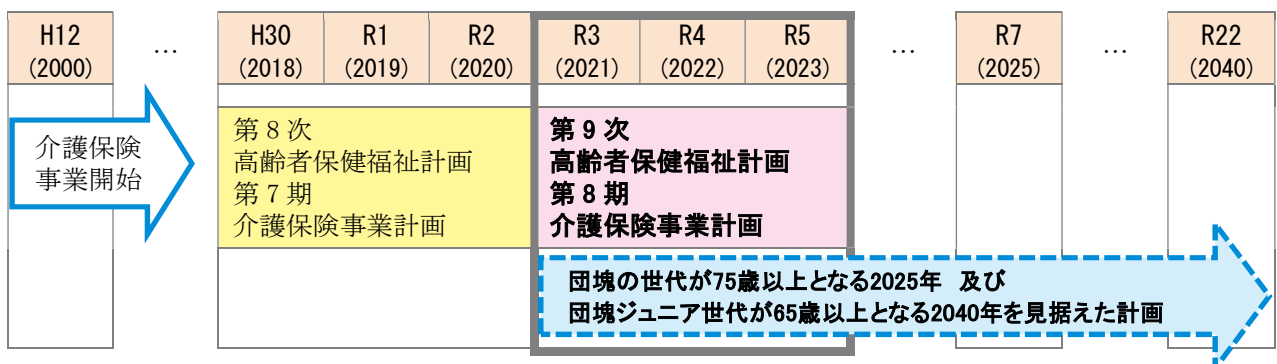 H12
(2000)
…
H30
(2018)
R1
(2019)
R2
(2020)
R3
(2021)
R4
(2022)
R5
(2023)
…
R7
(2025)
…
R22
(2040)
介護保険
事業開始
第８次
高齢者保健福祉計画
第７期
介護保険事業計画
第９次
高齢者保健福祉計画
第８期
介護保険事業計画
団塊の世代が75歳以上となる2025年　及び
団塊ジュニア世代が65歳以上となる2040年を見据えた計画